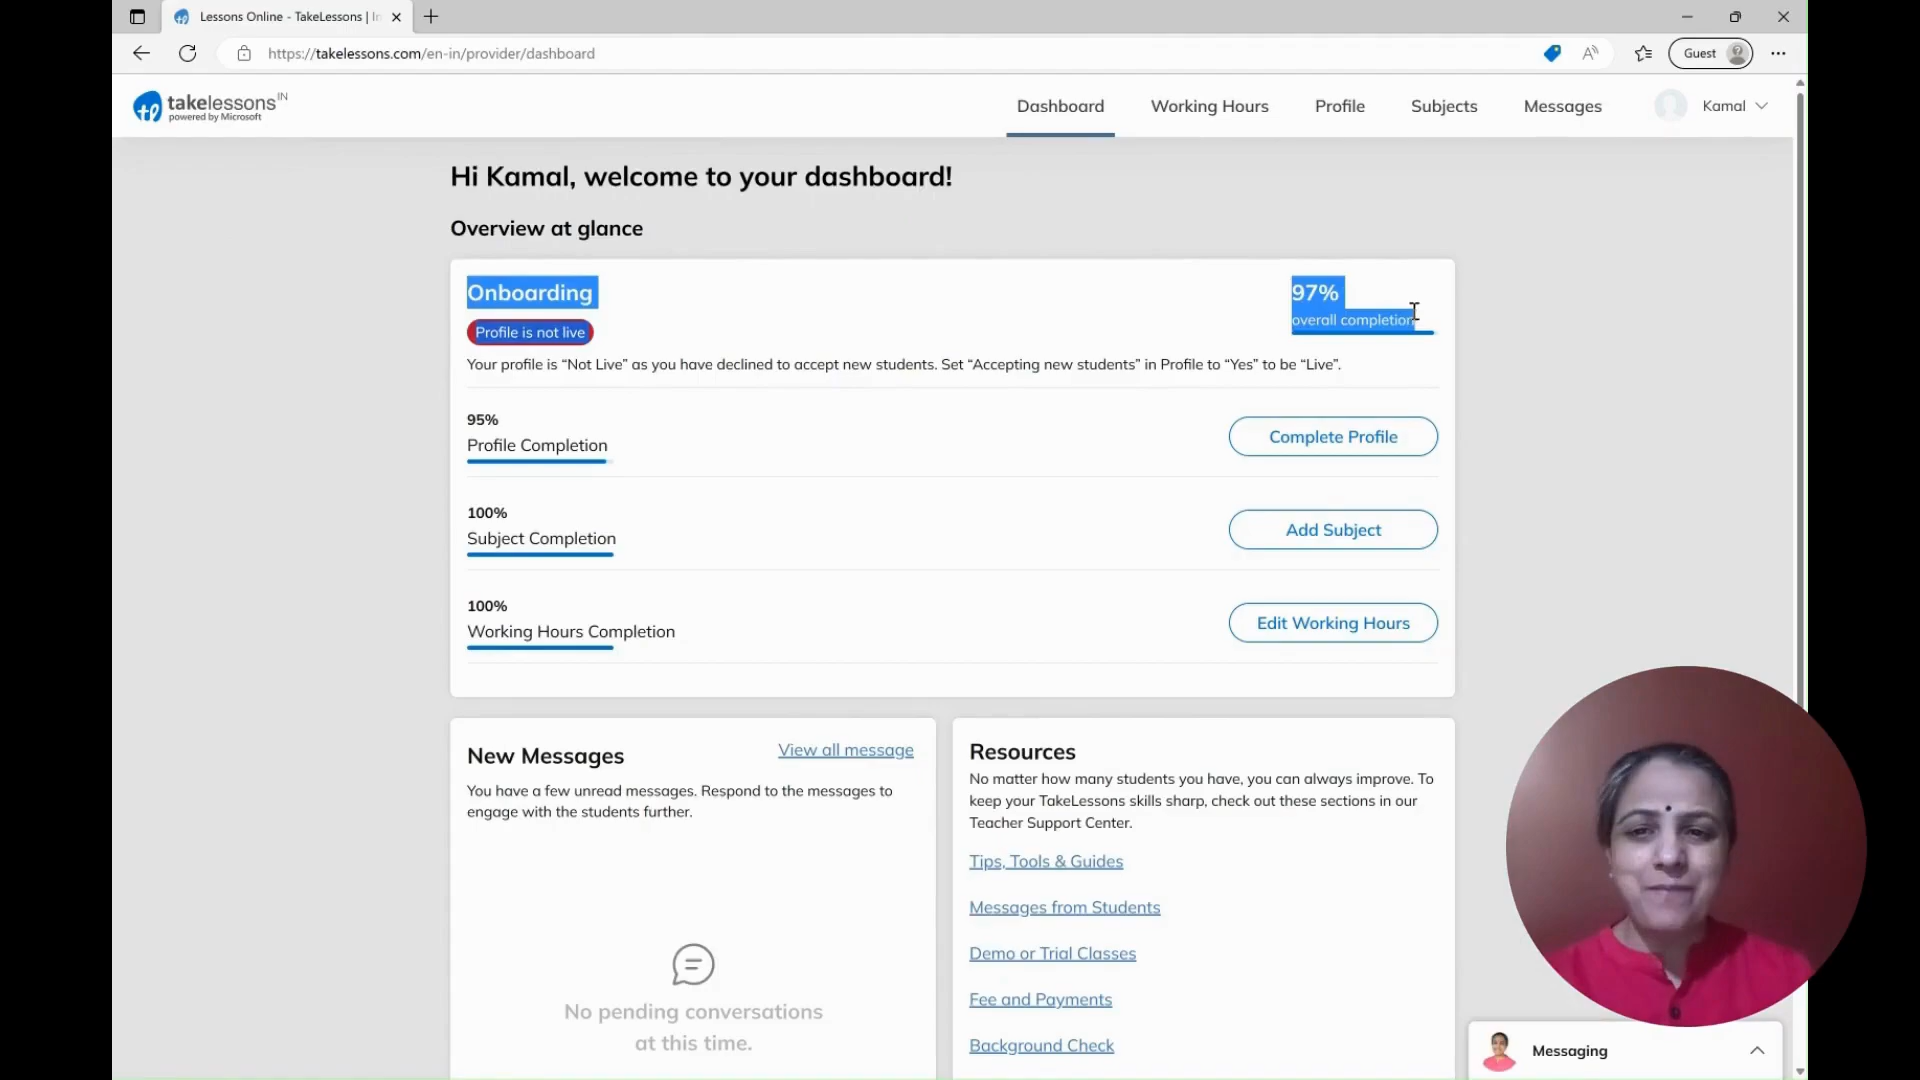 Lessons Online - TakeLessons | In
https://takelessons.com/en-in/provider/dashboard
Guest
takelessons IN
powered by Microsoft
Dashboard
Working Hours
Profile
Subjects
Messages
Kamal
Hi Kamal, welcome to your dashboard!
Overview at glance
Onboarding
97%
overall completion
Profile is not live
Your profile is “Not Live” as you have declined to accept new students. Set “Accepting new students” in Profile to “Yes” to be “Live”.
95%
Profile Completion
Complete Profile
100%
Subject Completion
Add Subject
100%
Working Hours Completion
Edit Working Hours
New Messages
View all message
You have a few unread messages. Respond to the messages to
engage with the students further.
No pending conversations
at this time.
Resources
No matter how many students you have, you can always improve. To
keep your TakeLessons skills sharp, check out these sections in our
Teacher Support Center.
Tips, Tools & Guides
Messages from Students
Demo or Trial Classes
Fee and Payments
Background Check
Messaging